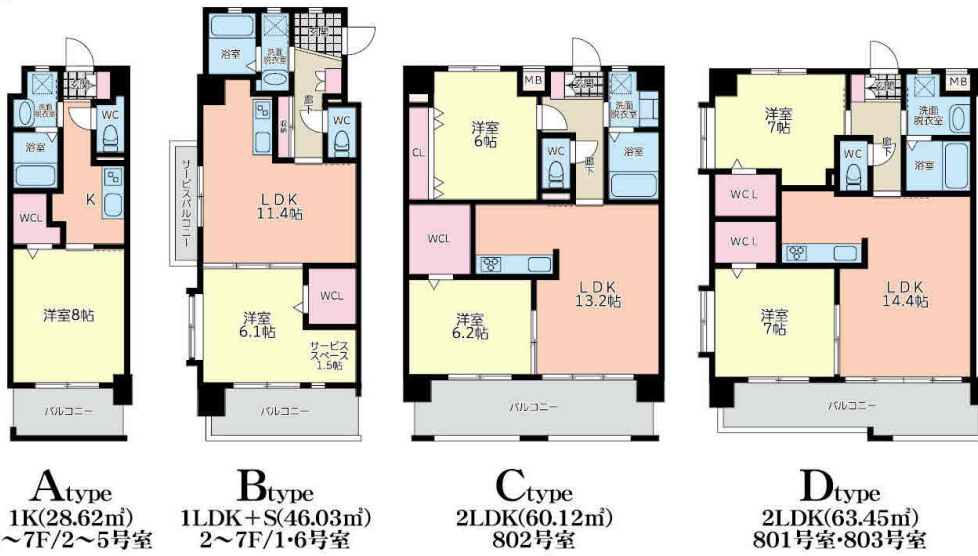 玄関
洗面
脱衣室
WC
浴室
K
WCL
洋室8帖
バルコニー
Atype
1K(28.62㎡)
~7F/2~5号室
浴室
洗面
脱衣室
玄関
廊下
収納
WC
サービスバルコニー
LDK
11.4帖
洋室
6.1帖
WCL
サービス
スペース
1.5帖
バルコニー
Btype
1LDK+S(46.03㎡)
2~7F/1・6号室
MB
玄関
洗面
脱衣室
洋室
6帖
CL
WC
廊下
浴室
WCL
LDK
13.2帖
洋室
6.2帖
バルコニー
Ctype
2LDK(60.12㎡)
802号室
玄関
MB
洗面
脱衣室
洋室
7帖
廊下
WC
浴室
WCL
WCL
LDK
14.4帖
洋室
7帖
バルコニー
Dtype
2LDK(63.45㎡)
801号室・803号室